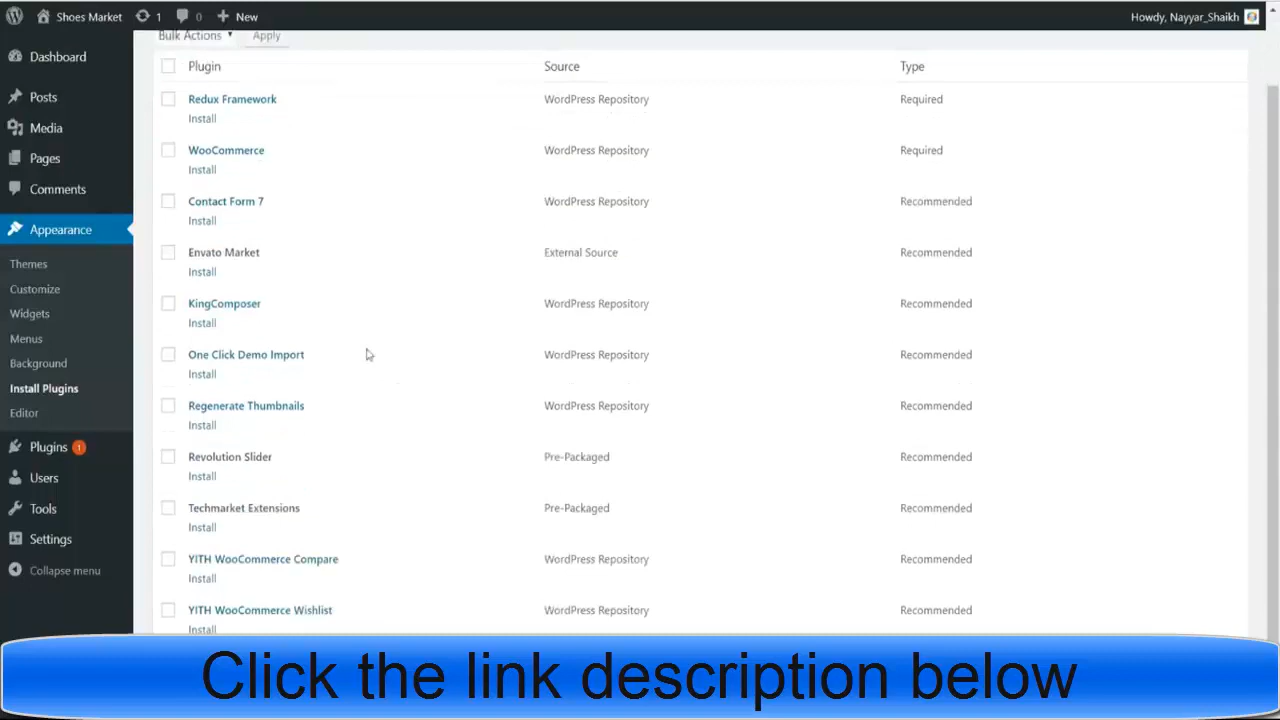 Shoes Market 1 0 New Howdy, Nayyar_Shaikh
Dashboard
Posts
Media
Pages
Comments
Appearance
Themes
Customize
Widgets
Menus
Background
Install Plugins
Editor
Plugins 1
Users
Tools
Settings
Collapse menu
Bulk Actions Apply
Plugin Source Type
Redux Framework WordPress Repository Required
Install
WooCommerce WordPress Repository Required
Install
Contact Form 7 WordPress Repository Recommended
Install
Envato Market External Source Recommended
Install
KingComposer WordPress Repository Recommended
Install
One Click Demo Import WordPress Repository Recommended
Install
Regenerate Thumbnails WordPress Repository Recommended
Install
Revolution Slider Pre-Packaged Recommended
Install
Techmarket Extensions Pre-Packaged Recommended
Install
YITH WooCommerce Compare WordPress Repository Recommended
Install
YITH WooCommerce Wishlist WordPress Repository Recommended
Install
Click the link description below